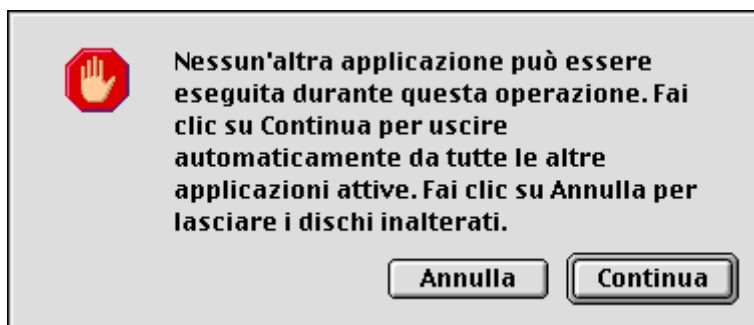 Nessun'altra applicazione può essere
eseguita durante questa operazione. Fai
clic su Continua per uscire
automaticamente da tutte le altre
applicazioni attive. Fai clic su Annulla per
lasciare i dischi inalterati.
Annulla
Continua